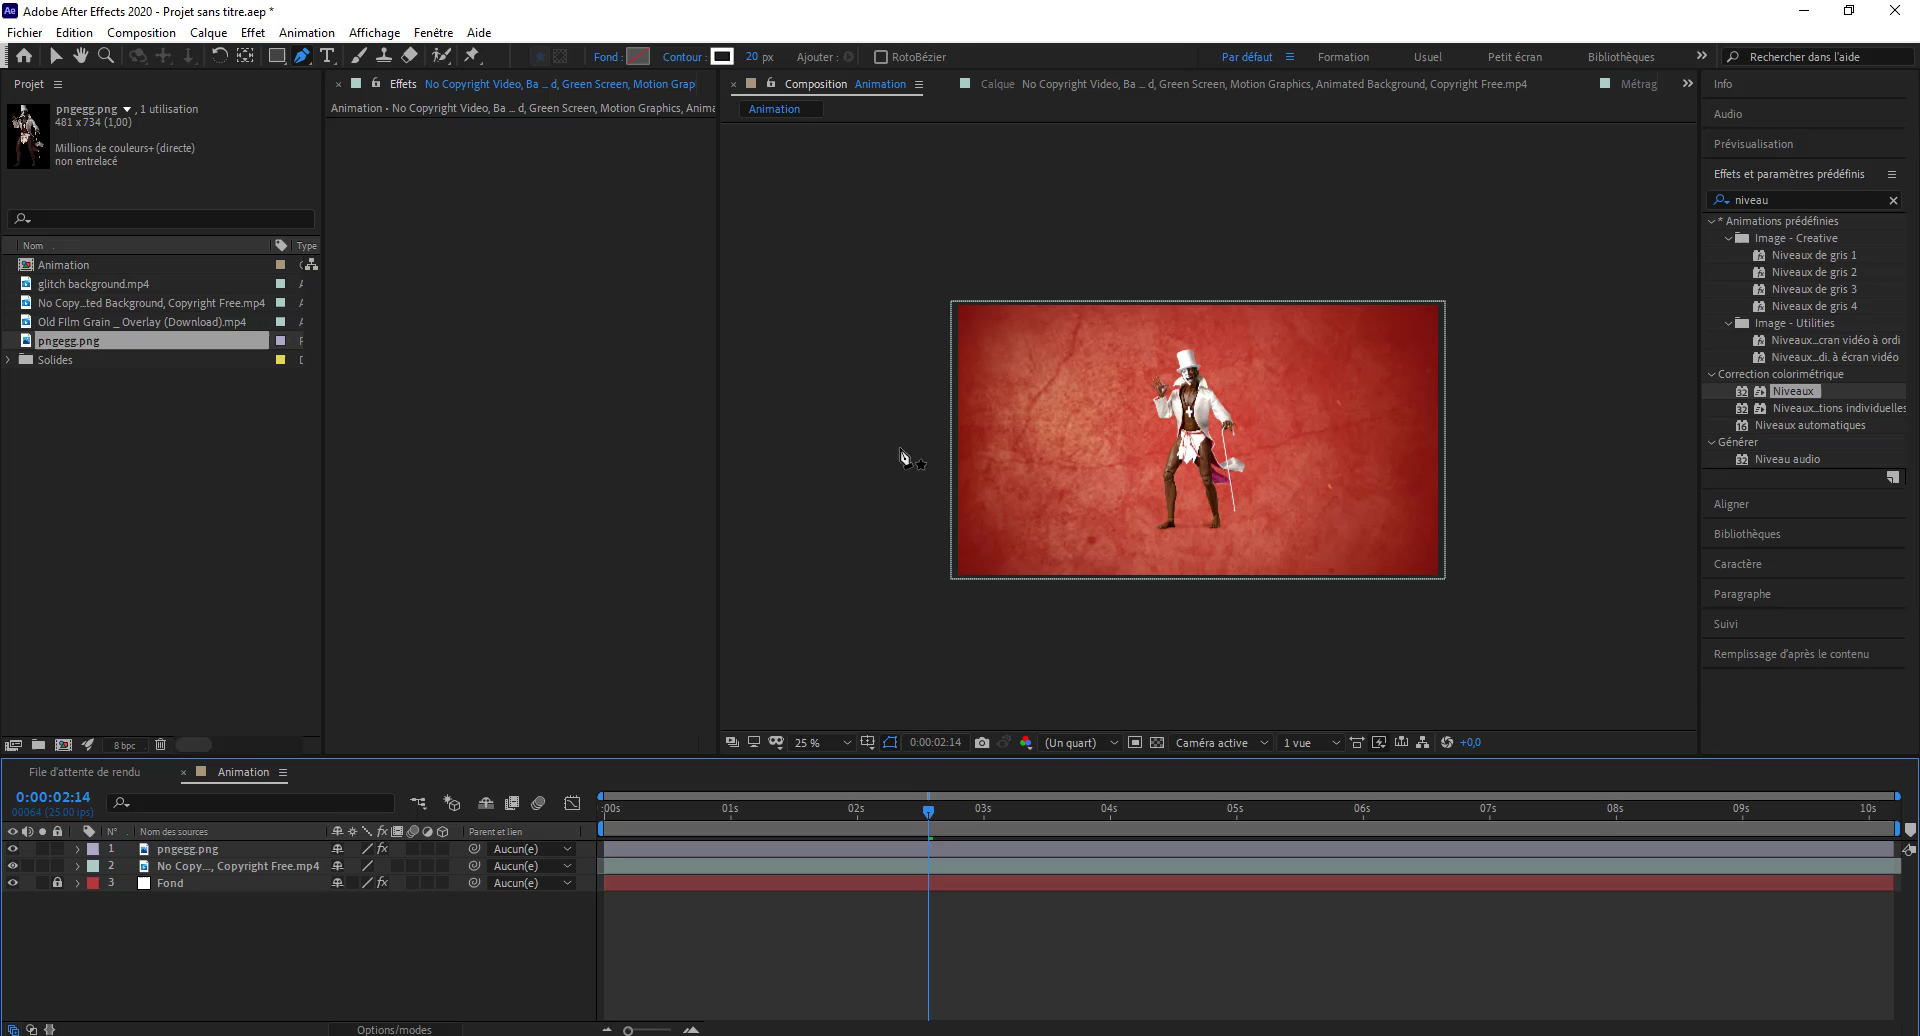 Adobe After Effects 2020 - Projet sans titre.aep *
Fichier Edition Composition Calque Effet Animation Affichage Fenêtre Aide
Fond : Contour : 20 px Ajouter : RotoBézier Par défaut Formation Usuel Petit écran Bibliothèques Rechercher dans l'aide
Projet
pngegg.png , 1 utilisation
481 x 734 (1,00)
Millions de couleurs+ (directe)
non entrelacé
Nom Type
Animation
glitch background.mp4
No Copy...ted Background, Copyright Free.mp4
Old FIlm Grain _ Overlay (Download).mp4
pngegg.png
Solides
8 bpc
Effets No Copyright Video, Ba ... d, Green Screen, Motion Grap
Animation • No Copyright Video, Ba ... d, Green Screen, Motion Graphics, Anima
Composition Animation Calque No Copyright Video, Ba ... d, Green Screen, Motion Graphics, Animated Background, Copyright Free.mp4 Métrag
Animation
25 % 0:00:02:14 (Un quart) Caméra active 1 vue +0,0
Info
Audio
Prévisualisation
Effets et paramètres prédéfinis
niveau
* Animations prédéfinies
Image - Creative
Niveaux de gris 1
Niveaux de gris 2
Niveaux de gris 3
Niveaux de gris 4
Image - Utilities
Niveaux...cran vidéo à ordi
Niveaux...di. à écran vidéo
Correction colorimétrique
32 Niveaux
32 Niveaux...tions individuelles
16 Niveaux automatiques
Générer
32 Niveau audio
Aligner
Bibliothèques
Caractère
Paragraphe
Suivi
Remplissage d'après le contenu
File d'attente de rendu Animation
0:00:02:14
00064 (25.00 ips)
:00s 01s 02s 03s 04s 05s 06s 07s 08s 09s 10s
N° Nom des sources fx Parent et lien
1 pngegg.png fx Aucun(e)
2 No Copy..., Copyright Free.mp4 Aucun(e)
3 Fond fx Aucun(e)
Options/modes